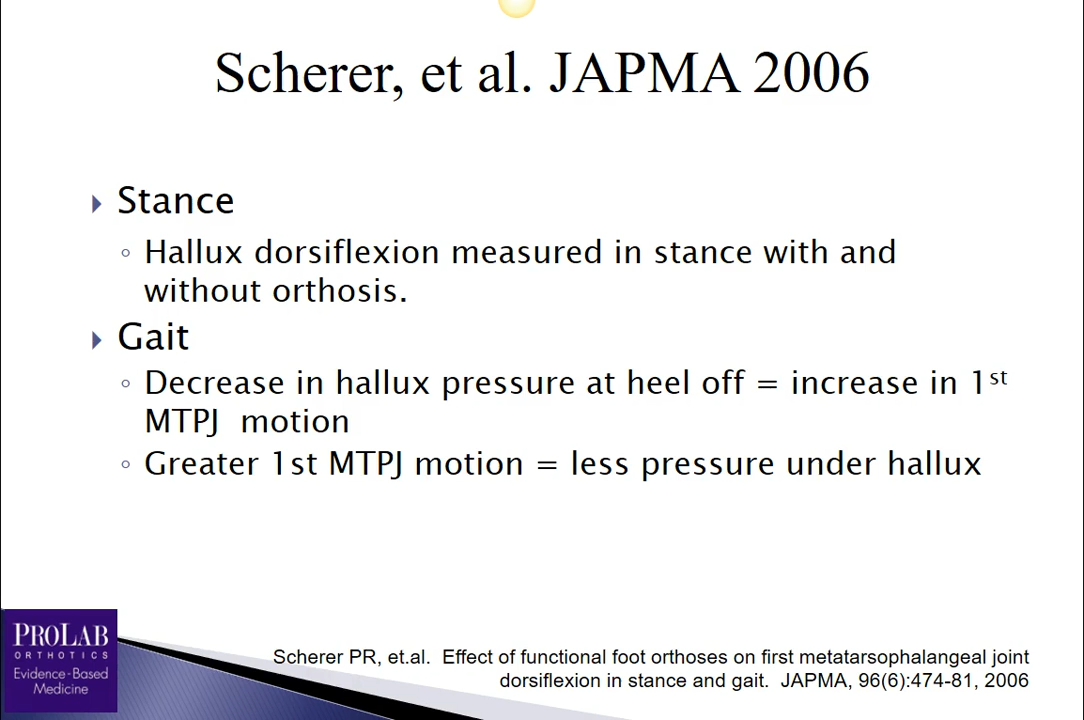 Scherer, et al. JAPMA 2006
Stance
Hallux dorsiflexion measured in stance with and
without orthosis.
Gait
Decrease in hallux pressure at heel off = increase in 1st
MTPJ motion
Greater 1st MTPJ motion = less pressure under hallux
PROLAB
ORTHOTICS
Evidence-Based
Medicine
Scherer PR, et.al. Effect of functional foot orthoses on first metatarsophalangeal joint
dorsiflexion in stance and gait. JAPMA, 96(6):474-81, 2006